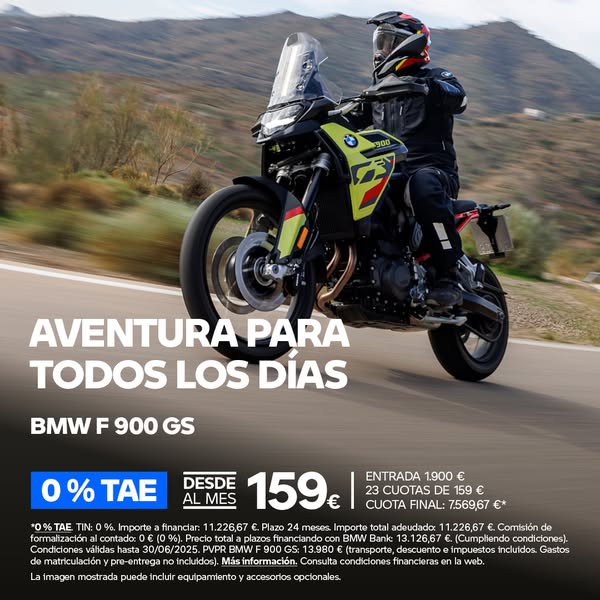 F900
GS
AVENTURA PARA
TODOS LOS DÍAS
BMW F 900 GS
0 % TAE
DESDE
AL MES
159€
ENTRADA 1.900 €
23 CUOTAS DE 159 €
CUOTA FINAL: 7.569,67 €*
*0 % TAE. TIN: 0 %. Importe a financiar: 11.226,67 €. Plazo 24 meses. Importe total adeudado: 11.226,67 €. Comisión de
formalización al contado: 0 € (0 %). Precio total a plazos financiando con BMW Bank: 13.126,67 €. (Cumpliendo condiciones).
Condiciones válidas hasta 30/06/2025. PVPR BMW F 900 GS: 13.980 € (transporte, descuento e impuestos incluidos. Gastos
de matriculación y pre-entrega no incluidos). Más información. Consulta condiciones financieras en la web.
La imagen mostrada puede incluir equipamiento y accesorios opcionales.